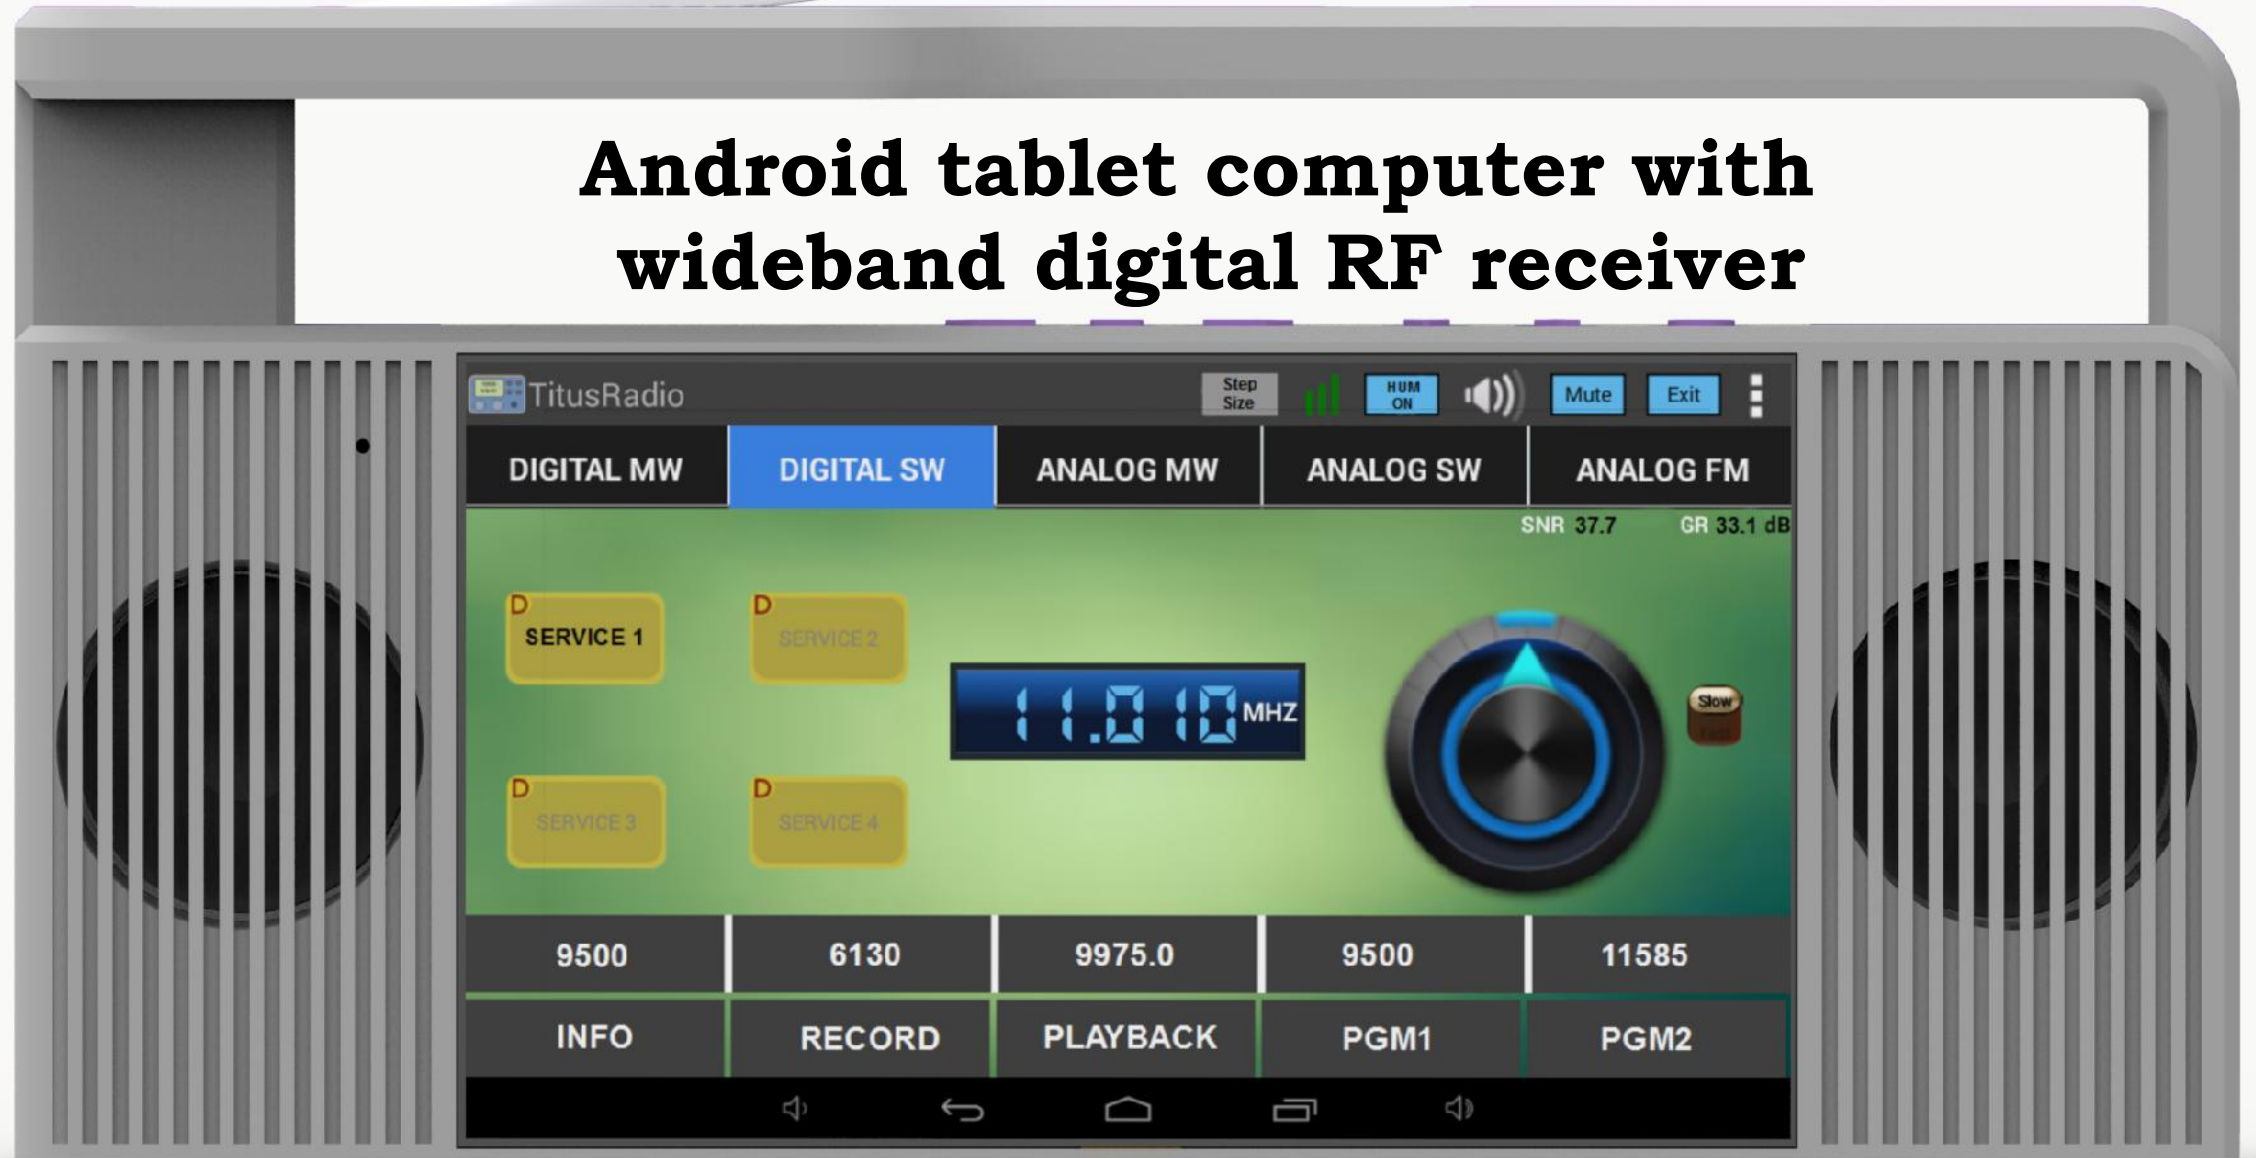 Android tablet computer with
wideband digital RF receiver
TitusRadio
Step
Size
HUM
ON
Mute
Exit
DIGITAL MW
DIGITAL SW
ANALOG MW
ANALOG SW
ANALOG FM
SNR 37.7
GR 33.1 dB
D
SERVICE 1
D
SERVICE 2
11.010 MHZ
Slow
D
SERVICE 3
D
SERVICE 4
9500
6130
9975.0
9500
11585
INFO
RECORD
PLAYBACK
PGM1
PGM2